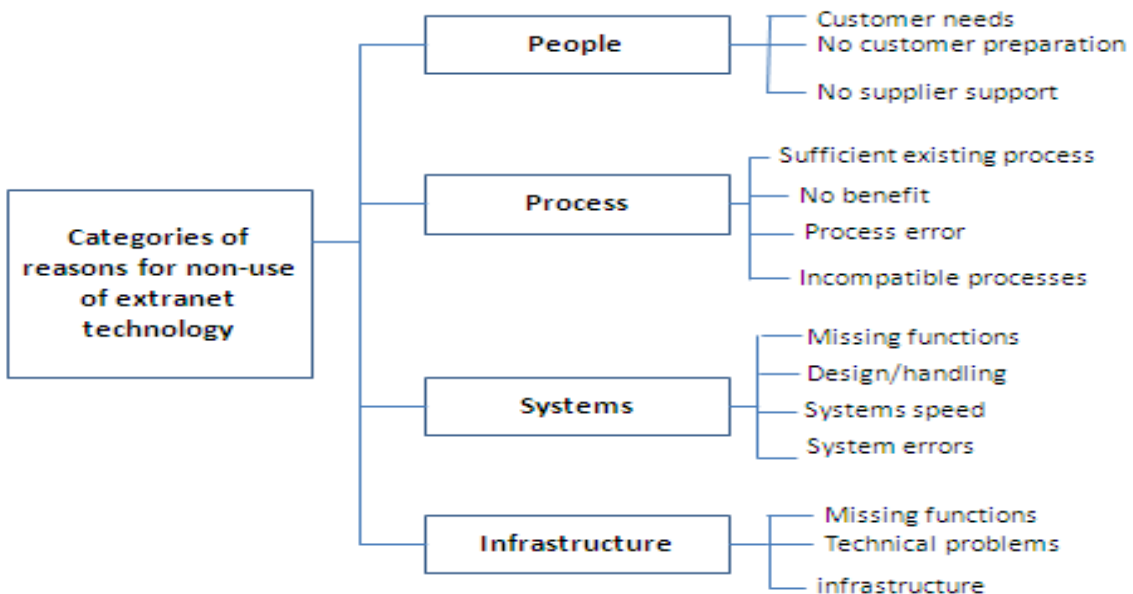 Categories of
reasons for non-use
of extranet
technology
People
Customer needs
No customer preparation
No supplier support
Process
Sufficient existing process
No benefit
Process error
Incompatible processes
Systems
Missing functions
Design/handling
Systems speed
System errors
Infrastructure
Missing functions
Technical problems
infrastructure